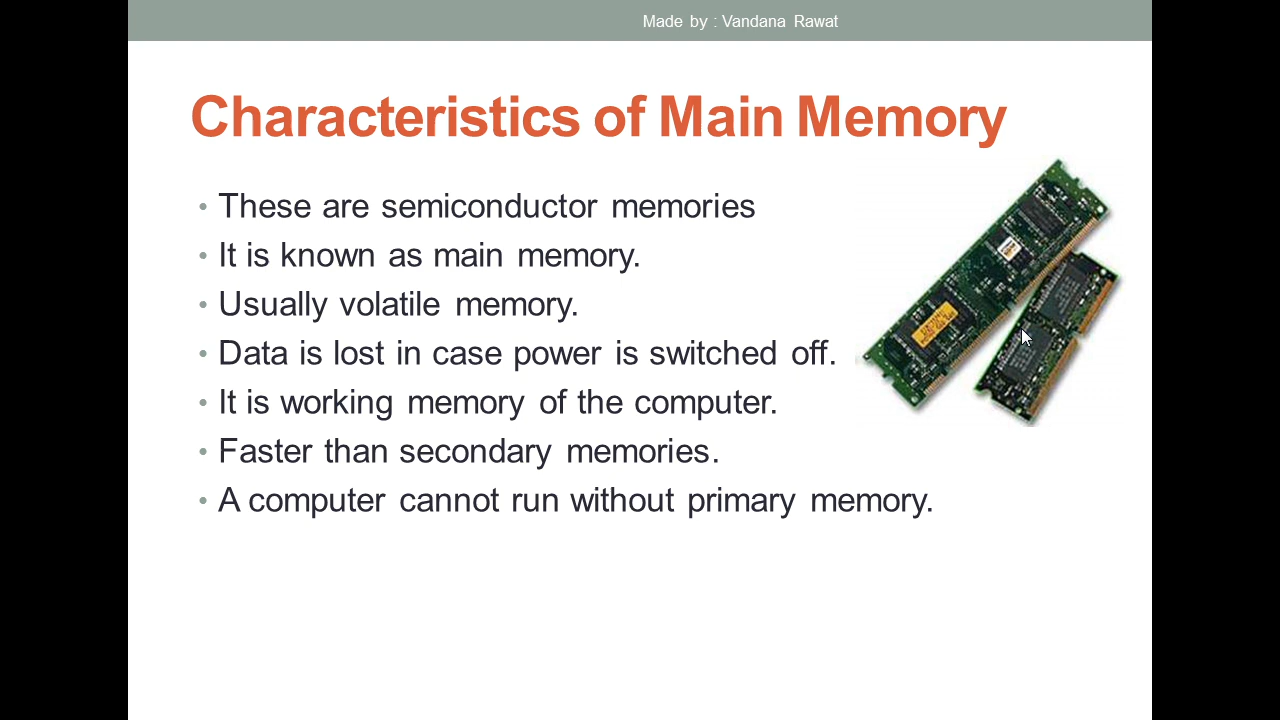 Made by : Vandana Rawat
Characteristics of Main Memory
• These are semiconductor memories
• It is known as main memory.
• Usually volatile memory.
• Data is lost in case power is switched off.
• It is working memory of the computer.
• Faster than secondary memories.
• A computer cannot run without primary memory.